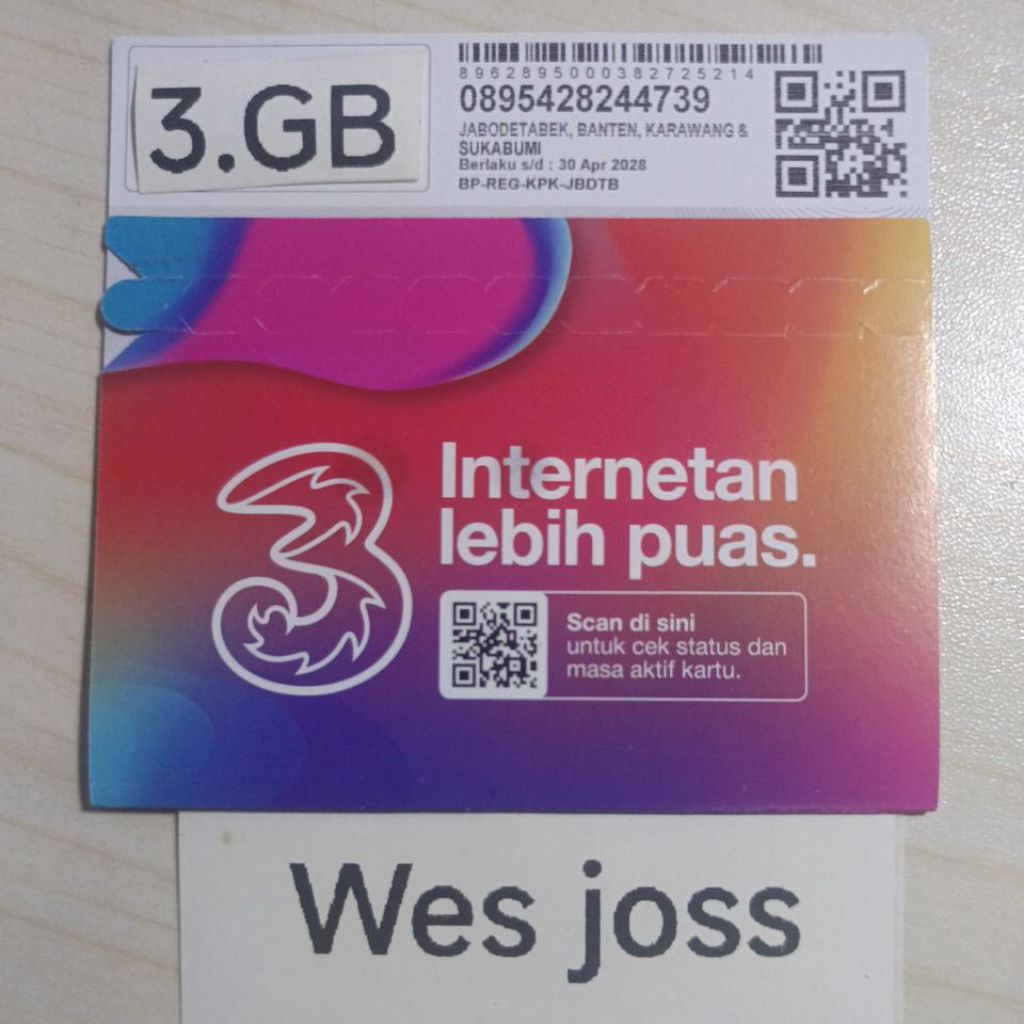 3.GB
8962895000382725214
0895428244739
JABODETABEK, BANTEN, KARAWANG &
SUKABUMI
Berlaku s/d : 30 Apr 2028
BP-REG-KPK-JBDTB
3
Internetan
lebih puas.
Scan di sini
untuk cek status dan
masa aktif kartu.
Wes joss